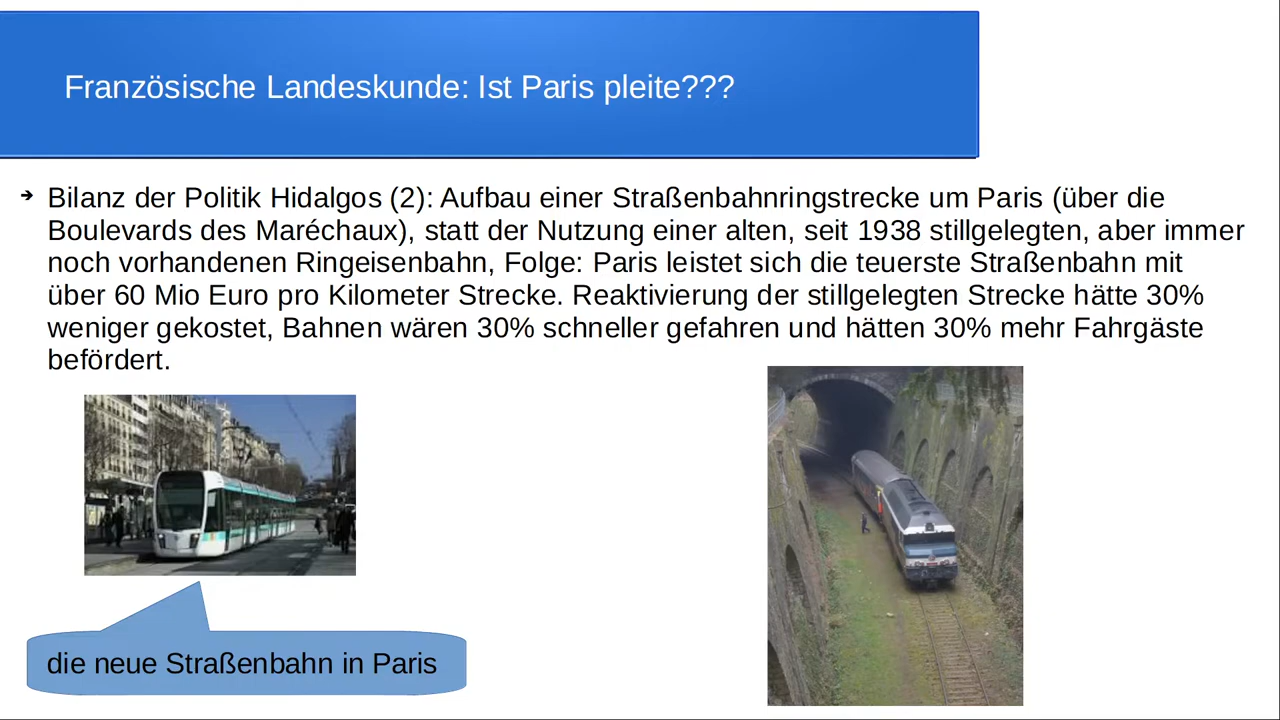 Französische Landeskunde: Ist Paris pleite???
Bilanz der Politik Hidalgos (2): Aufbau einer Straßenbahnringstrecke um Paris (über die
Boulevards des Maréchaux), statt der Nutzung einer alten, seit 1938 stillgelegten, aber immer
noch vorhandenen Ringeisenbahn, Folge: Paris leistet sich die teuerste Straßenbahn mit
über 60 Mio Euro pro Kilometer Strecke. Reaktivierung der stillgelegten Strecke hätte 30%
weniger gekostet, Bahnen wären 30% schneller gefahren und hätten 30% mehr Fahrgäste
befördert.
die neue Straßenbahn in Paris